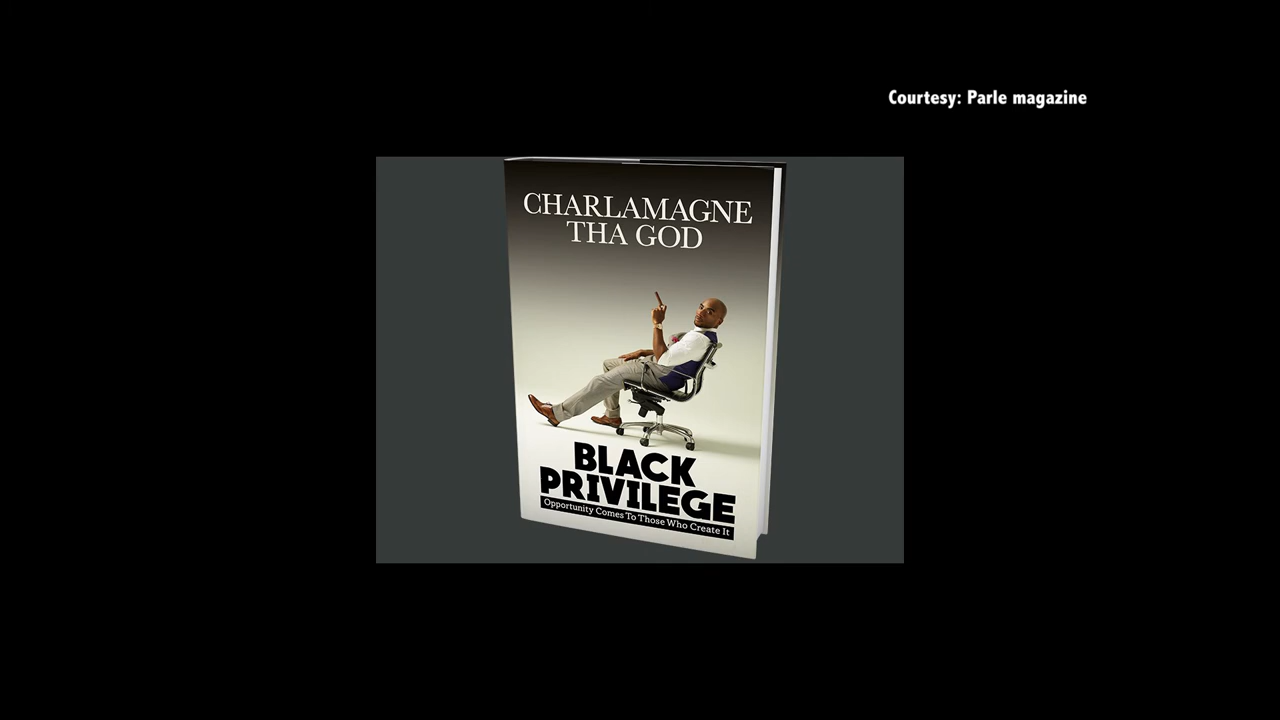 Courtesy: Parle magazine
CHARLAMAGNE
THA GOD
BLACK
PRIVILEGE
Opportunity Comes To Those Who Create It